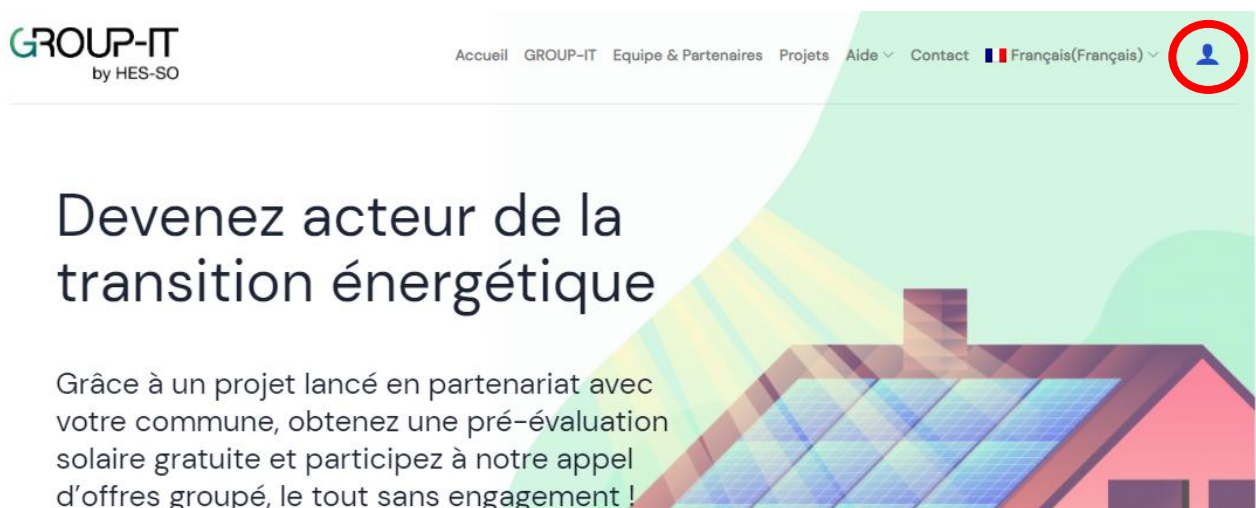 GROUP-IT
by HES-SO
Accueil GROUP-IT Equipe & Partenaires Projets Aide Contact Français(Français)
Devenez acteur de la
transition énergétique
Grâce à un projet lancé en partenariat avec
votre commune, obtenez une pré-évaluation
solaire gratuite et participez à notre appel
d'offres groupé, le tout sans engagement !